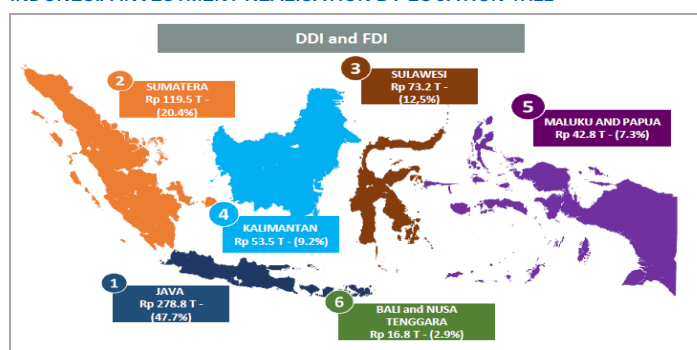 DDI and FDI
2
SUMATERA
Rp 119.5 T -
(20.4%)
3
SULAWESI
Rp 73.2 T -
(12,5%)
5
MALUKU AND PAPUA
Rp 42.8 T - (7.3%)
4
KALIMANTAN
Rp 53.5 T - (9.2%)
1
JAVA
Rp 278.8 T -
(47.7%)
6
BALI and NUSA
TENGGARA
Rp 16.8 T - (2.9%)